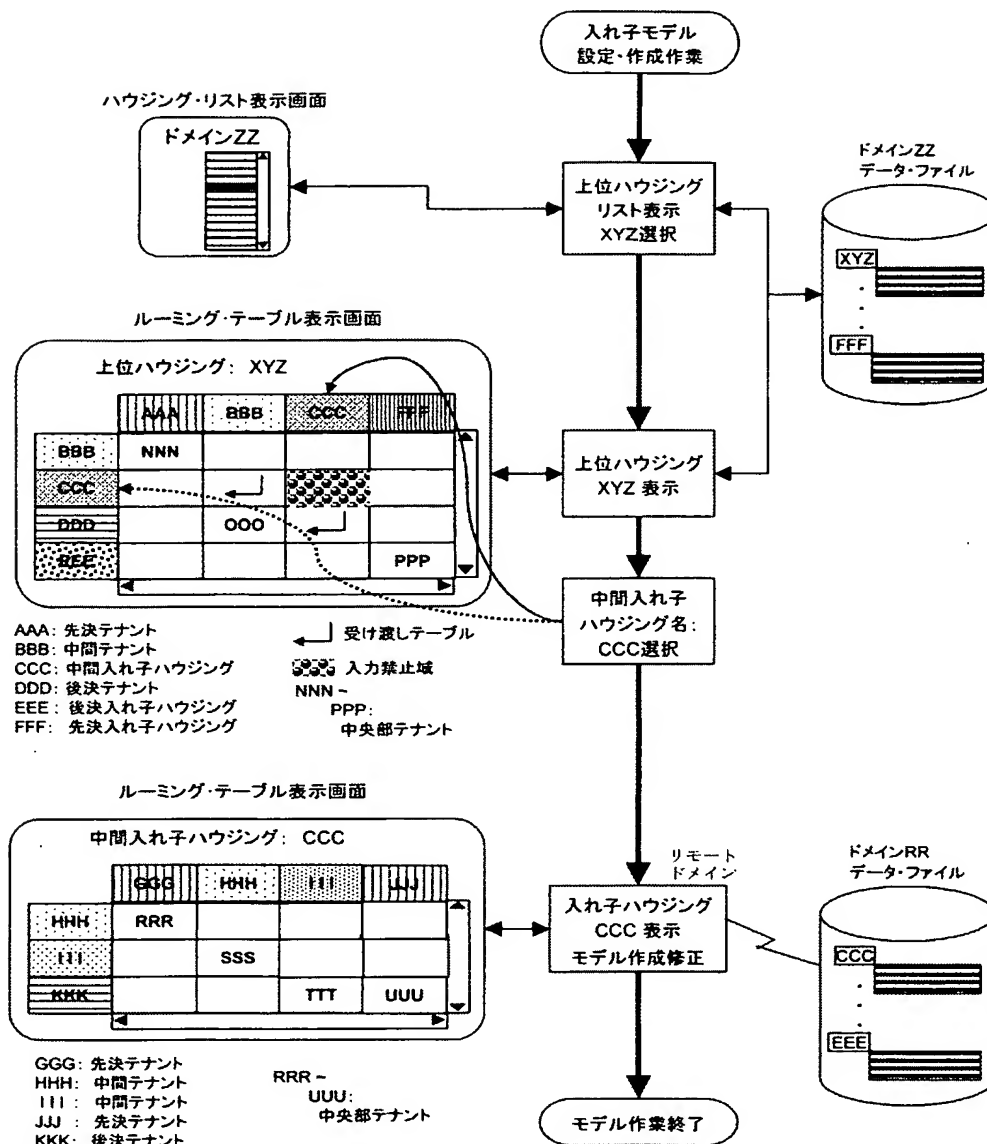 入れ子モデル
設定・作成作業
ハウジング・リスト表示画面
ドメインZZ
上位ハウジング
リスト表示
XYZ選択
ドメインZZ
データ・ファイル
XYZ
FFF
ルーミング・テーブル表示画面
上位ハウジング: XYZ
AAA BBB CCC FFF
BBB NNN
CCC
DDD OOO
EEE PPP
上位ハウジング
XYZ 表示
中間入れ子
ハウジング名:
CCC選択
AAA: 先決テナント
BBB: 中間テナント
CCC: 中間入れ子ハウジング
DDD: 後決テナント
EEE: 後決入れ子ハウジング
FFF: 先決入れ子ハウジング
受け渡しテーブル
入力禁止域
NNN ~
PPP:
中央部テナント
ルーミング・テーブル表示画面
中間入れ子ハウジング: CCC
GGG HHH III JJJ
HHH RRR
III SSS
KKK TTT UUU
リモート
ドメイン
入れ子ハウジング
CCC 表示
モデル作成修正
ドメインRR
データ・ファイル
CCC
EEE
GGG: 先決テナント
HHH: 中間テナント
III: 中間テナント
JJJ: 先決テナント
KKK: 後決テナント
RRR ~
UUU:
中央部テナント
モデル作業終了